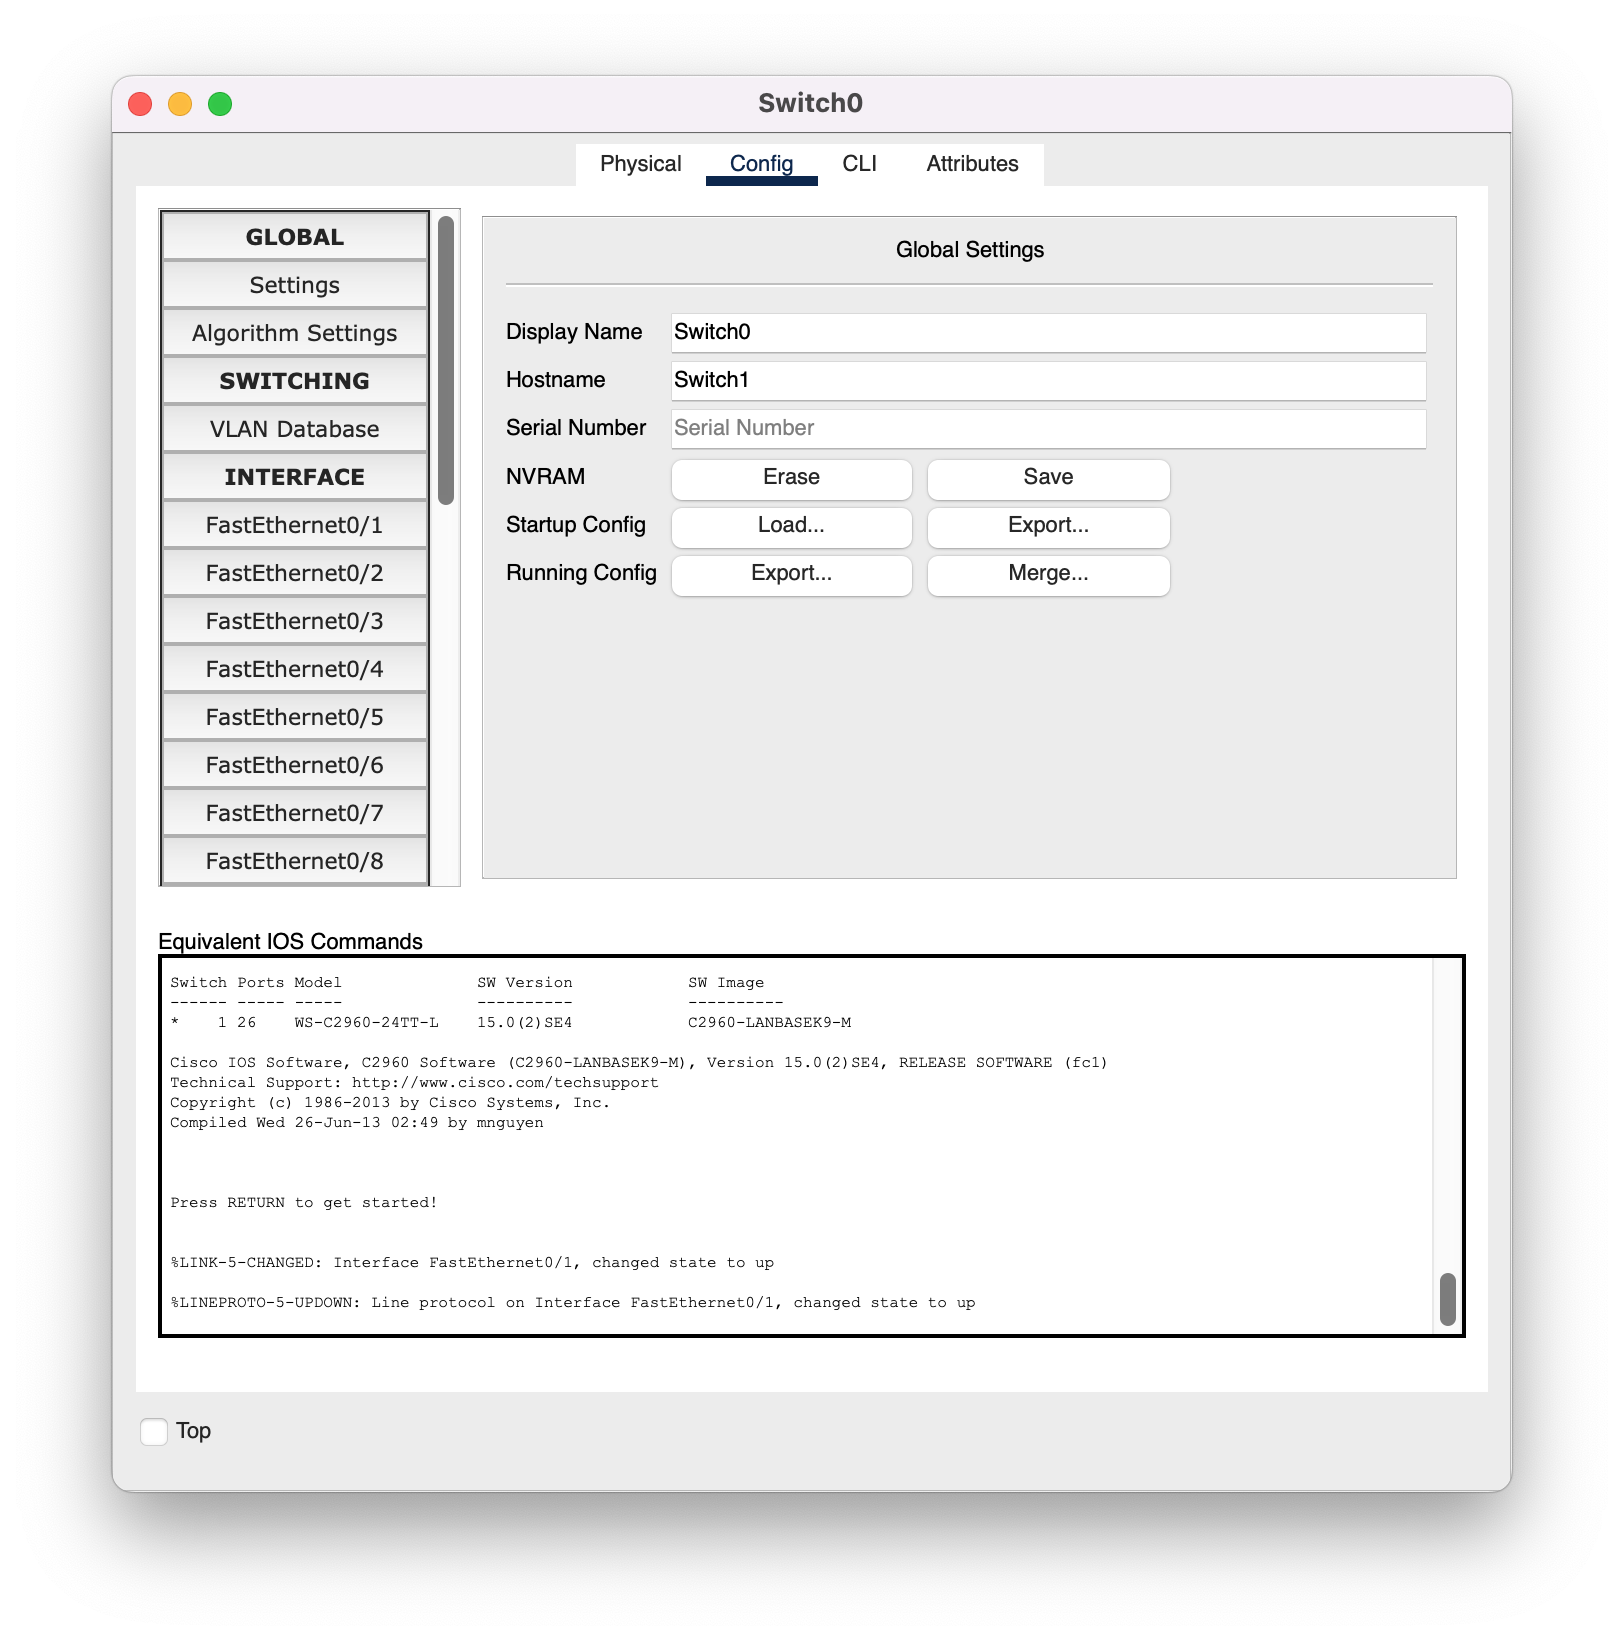 Switch0
Physical Config CLI Attributes
GLOBAL
Settings
Algorithm Settings
SWITCHING
VLAN Database
INTERFACE
FastEthernet0/1
FastEthernet0/2
FastEthernet0/3
FastEthernet0/4
FastEthernet0/5
FastEthernet0/6
FastEthernet0/7
FastEthernet0/8
Global Settings
Display Name Switch0
Hostname Switch1
Serial Number Serial Number
NVRAM Erase Save
Startup Config Load... Export...
Running Config Export... Merge...
Equivalent IOS Commands
Switch Ports Model              SW Version            SW Image
------ ----- -----              ----------            ----------
*    1 26    WS-C2960-24TT-L    15.0(2)SE4            C2960-LANBASEK9-M
Cisco IOS Software, C2960 Software (C2960-LANBASEK9-M), Version 15.0(2)SE4, RELEASE SOFTWARE (fc1)
Technical Support: http://www.cisco.com/techsupport
Copyright (c) 1986-2013 by Cisco Systems, Inc.
Compiled Wed 26-Jun-13 02:49 by mnguyen
Press RETURN to get started!
%LINK-5-CHANGED: Interface FastEthernet0/1, changed state to up
%LINEPROTO-5-UPDOWN: Line protocol on Interface FastEthernet0/1, changed state to up
Top